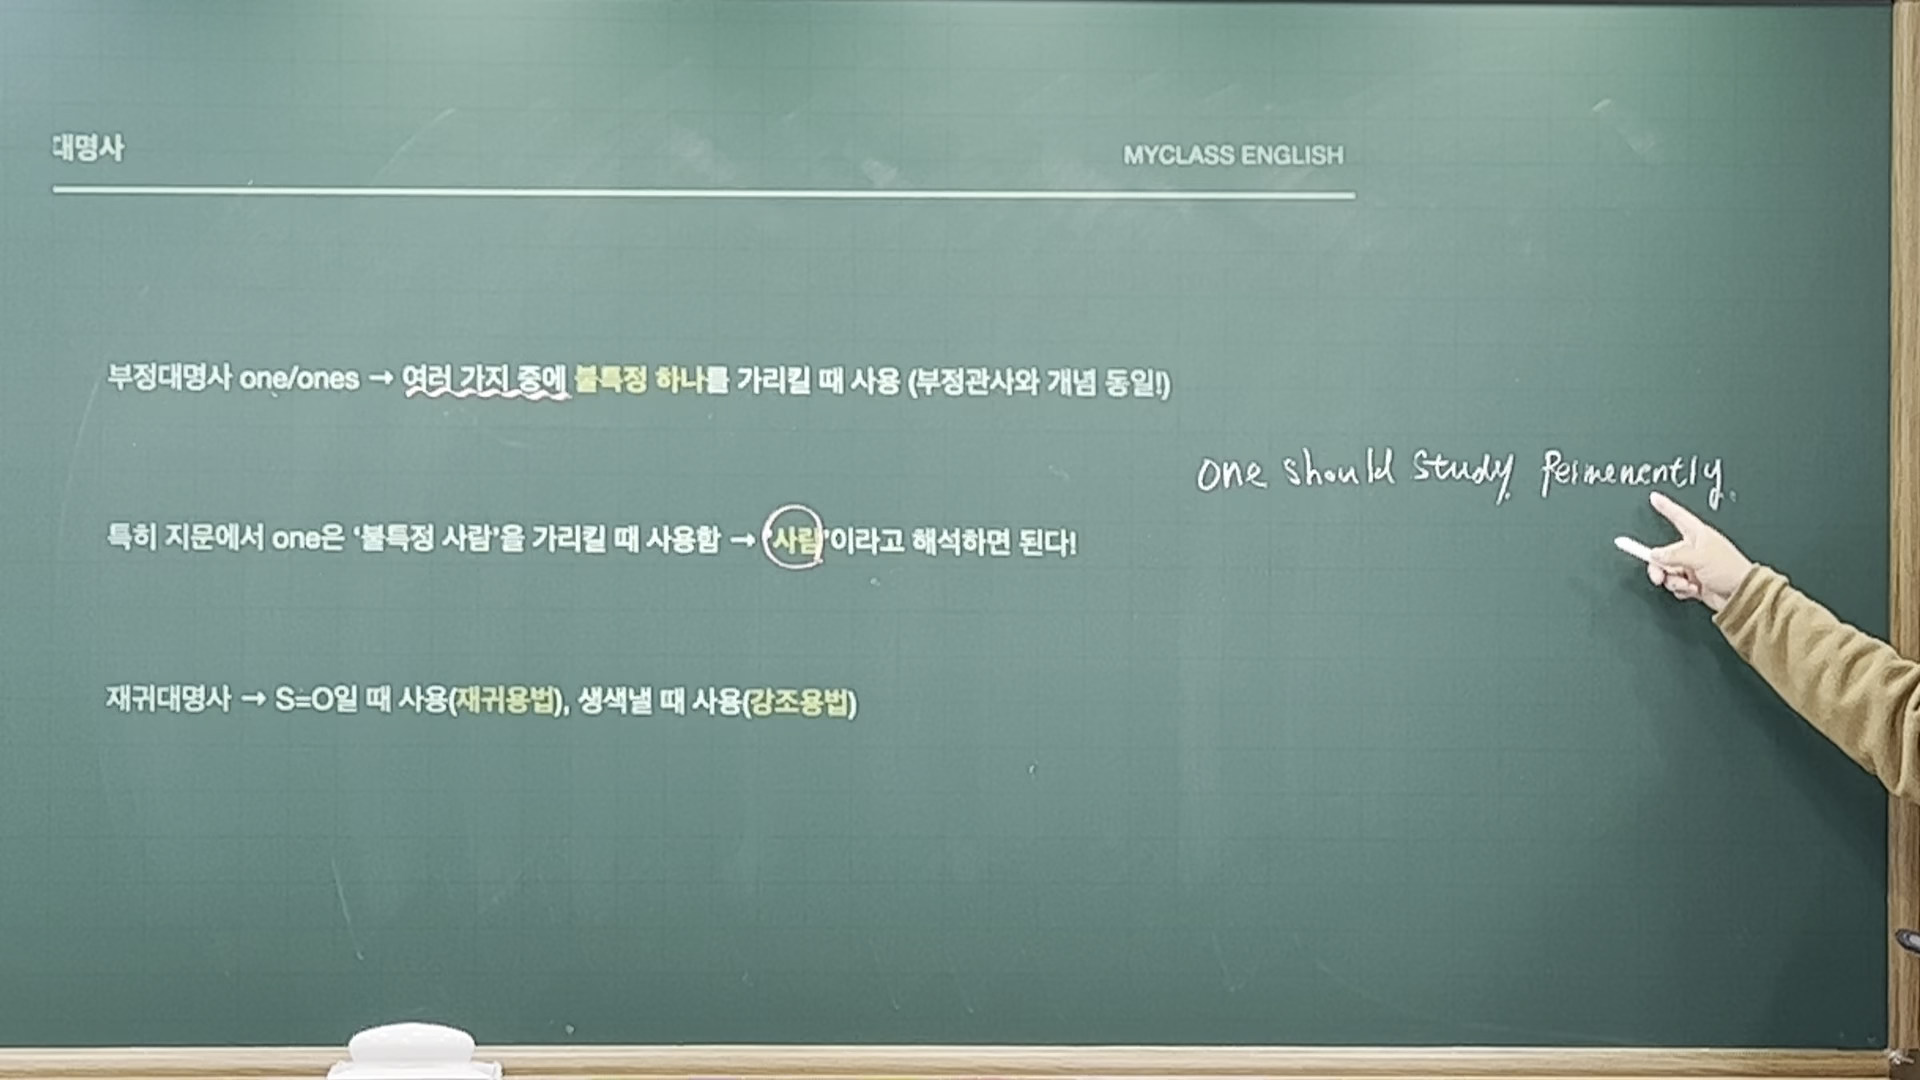 대명사
MYCLASS ENGLISH
부정대명사 one/ones → 여러 가지 중에 불특정 하나를 가리킬 때 사용 (부정관사와 개념 동일!)
one should study permenently.
특히 지문에서 one은 ‘불특정 사람’을 가리킬 때 사용함 → ‘사람’이라고 해석하면 된다!
재귀대명사 → S=O일 때 사용(재귀용법), 생색낼 때 사용(강조용법)